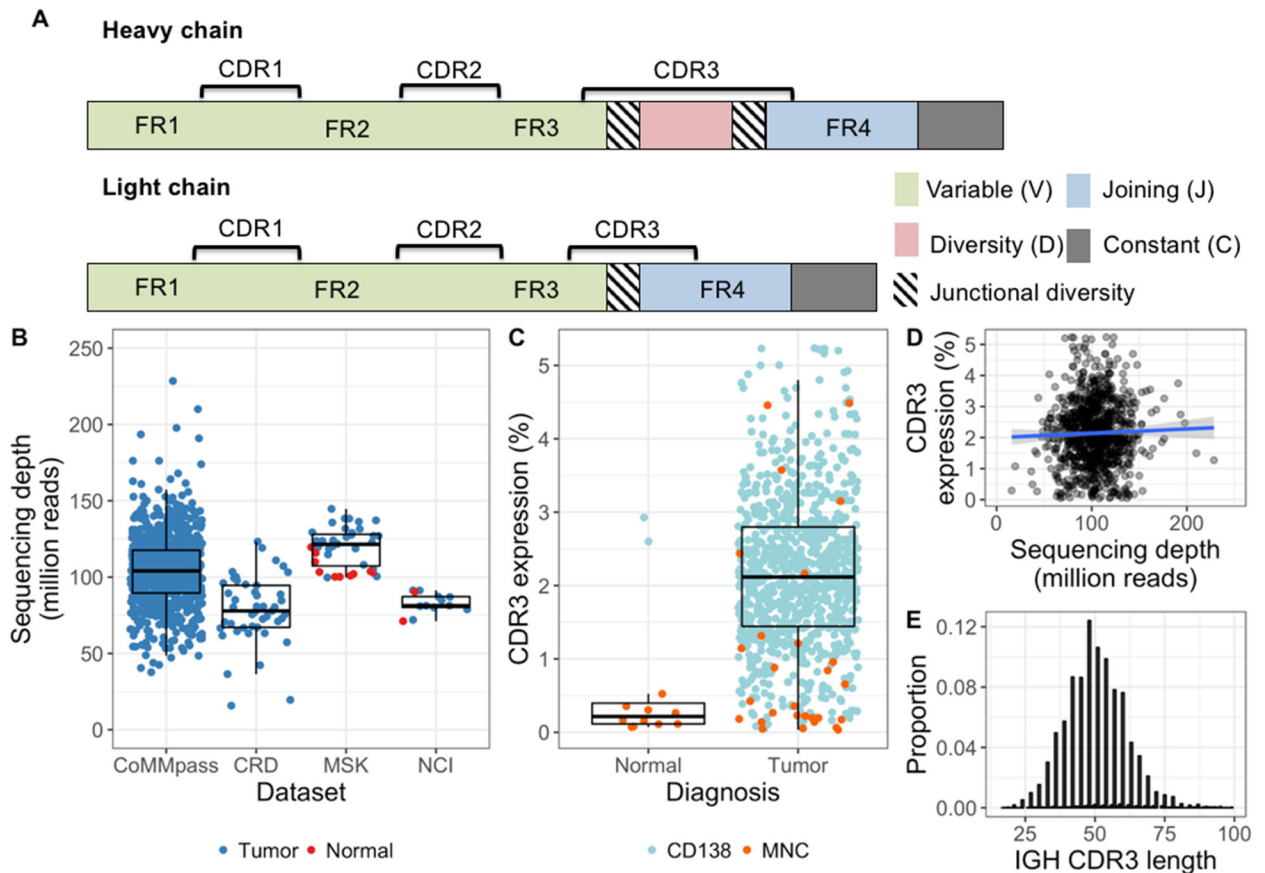 A
Heavy chain
CDR1 CDR2 CDR3
FR1 FR2 FR3 FR4
Light chain
CDR1 CDR2 CDR3
FR1 FR2 FR3 FR4
Variable (V) Joining (J)
Diversity (D) Constant (C)
Junctional diversity
B
Sequencing depth
(million reads)
250
200
150
100
50
0
CoMMpass CRD MSK NCI
Dataset
Tumor Normal
C
CDR3 expression (%)
5
4
3
2
1
0
Normal Tumor
Diagnosis
CD138 MNC
D
CDR3
expression (%)
5
4
3
2
1
0
0 100 200
Sequencing depth
(million reads)
E
Proportion
0.12
0.08
0.04
0.00
25 50 75 100
IGH CDR3 length